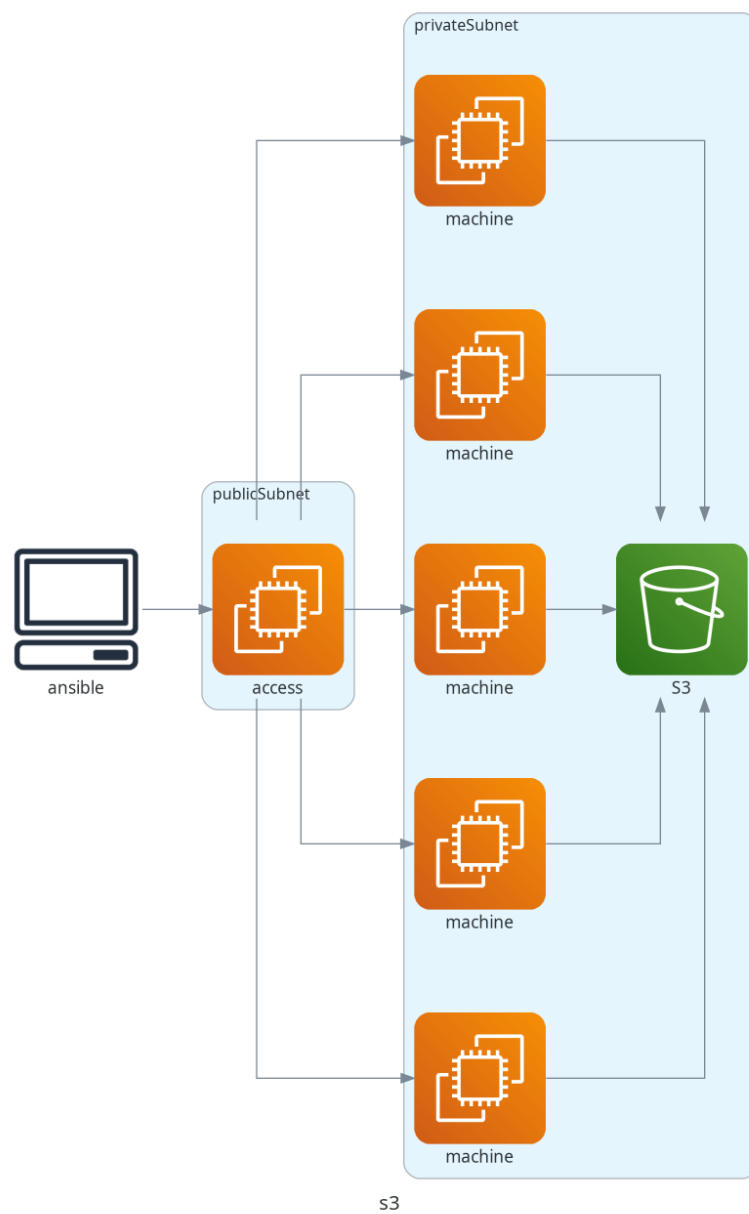 privateSubnet
machine
machine
publicSubnet
ansible
access
machine
S3
machine
machine
s3